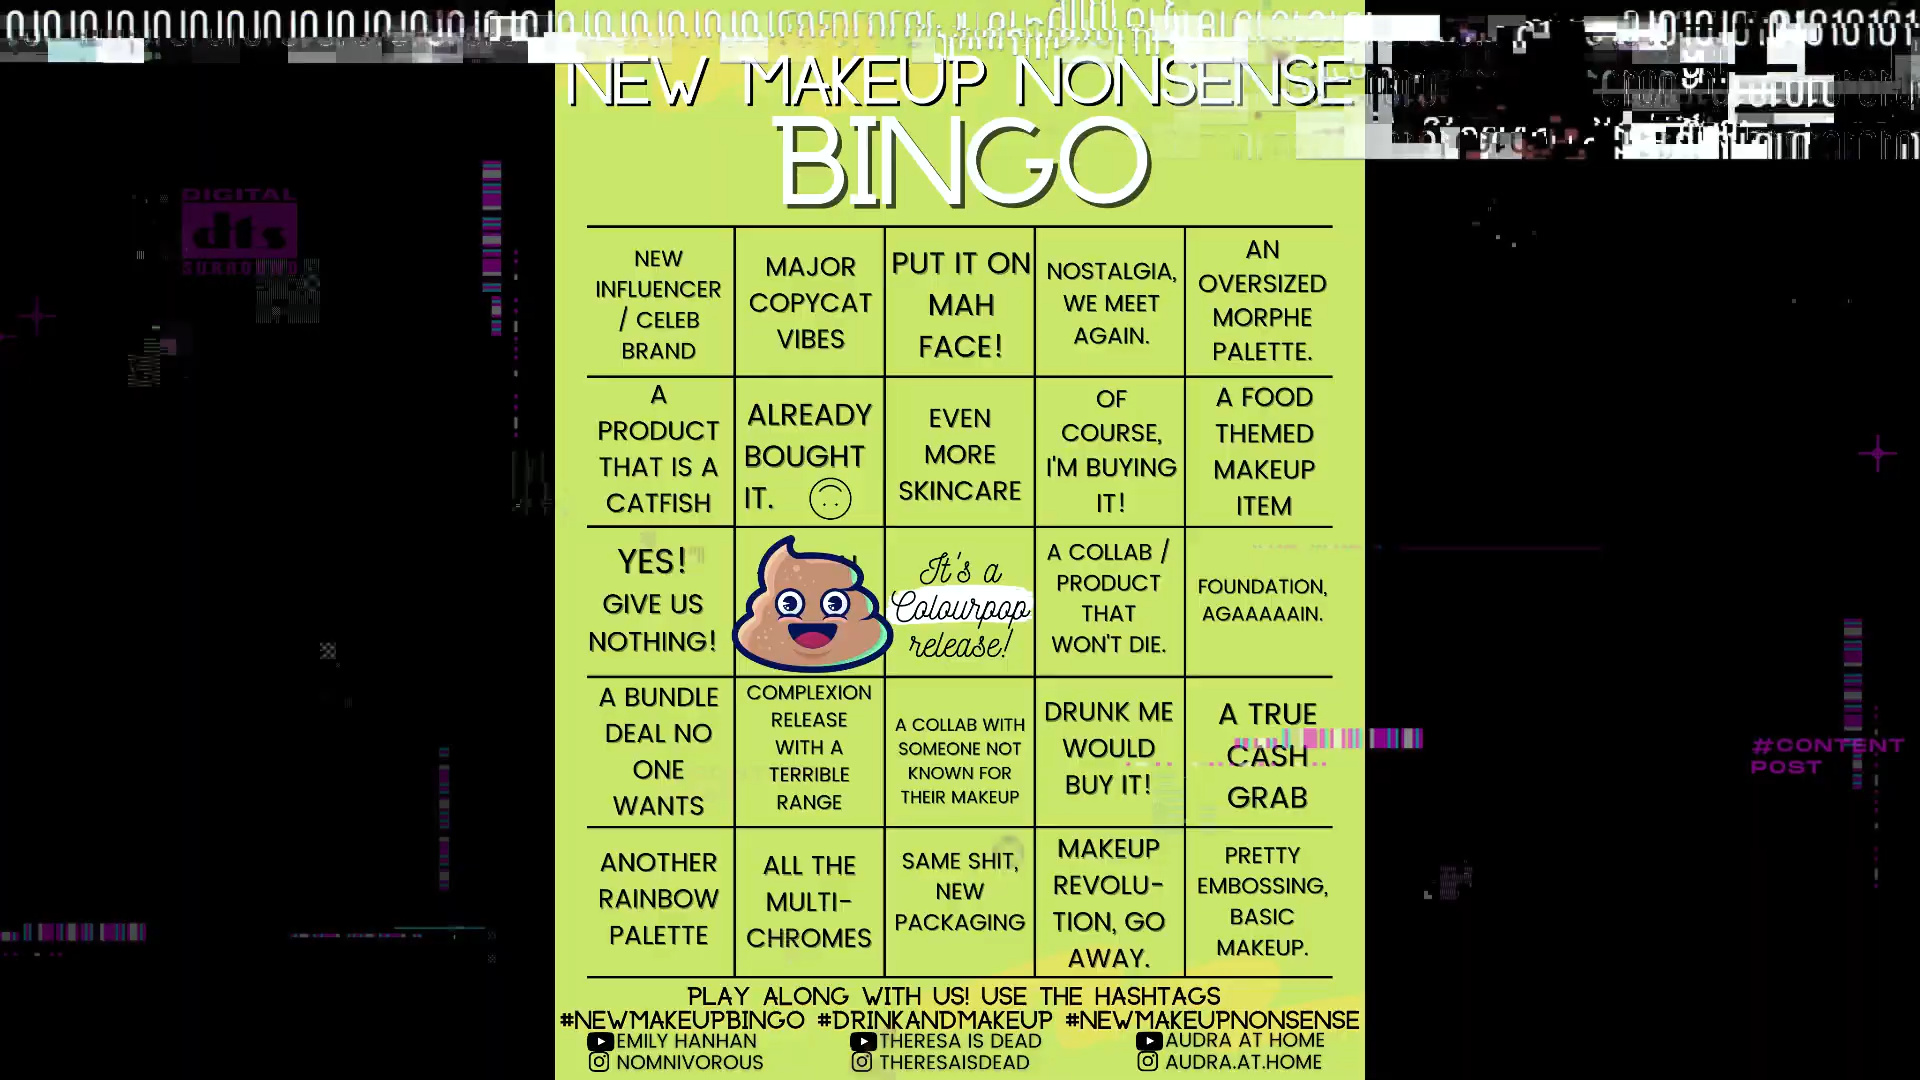 NEW MAKEUP NONSENSE
BINGO
DIGITAL
dts
SURROUND
NEW
INFLUENCER
/ CELEB
BRAND
MAJOR
COPYCAT
VIBES
PUT IT ON
MAH
FACE!
NOSTALGIA,
WE MEET
AGAIN.
AN
OVERSIZED
MORPHE
PALETTE.
A
PRODUCT
THAT IS A
CATFISH
ALREADY
BOUGHT
IT.
EVEN
MORE
SKINCARE
OF
COURSE,
I'M BUYING
IT!
A FOOD
THEMED
MAKEUP
ITEM
YES!
GIVE US
NOTHING!
It's a
Colourpop
release!
A COLLAB /
PRODUCT
THAT
WON'T DIE.
FOUNDATION,
AGAAAAAIN.
A BUNDLE
DEAL NO
ONE
WANTS
COMPLEXION
RELEASE
WITH A
TERRIBLE
RANGE
A COLLAB WITH
SOMEONE NOT
KNOWN FOR
THEIR MAKEUP
DRUNK ME
WOULD
BUY IT!
A TRUE
CASH
GRAB
#CONTENT
POST
ANOTHER
RAINBOW
PALETTE
ALL THE
MULTI-
CHROMES
SAME SHIT,
NEW
PACKAGING
MAKEUP
REVOLU-
TION, GO
AWAY.
PRETTY
EMBOSSING,
BASIC
MAKEUP.
PLAY ALONG WITH US! USE THE HASHTAGS
#NEWMAKEUPBINGO #DRINKANDMAKEUP #NEWMAKEUPNONSENSE
EMILY HANHAN
NOMNIVOROUS
THERESA IS DEAD
THERESAISDEAD
AUDRA AT HOME
AUDRA.AT.HOME